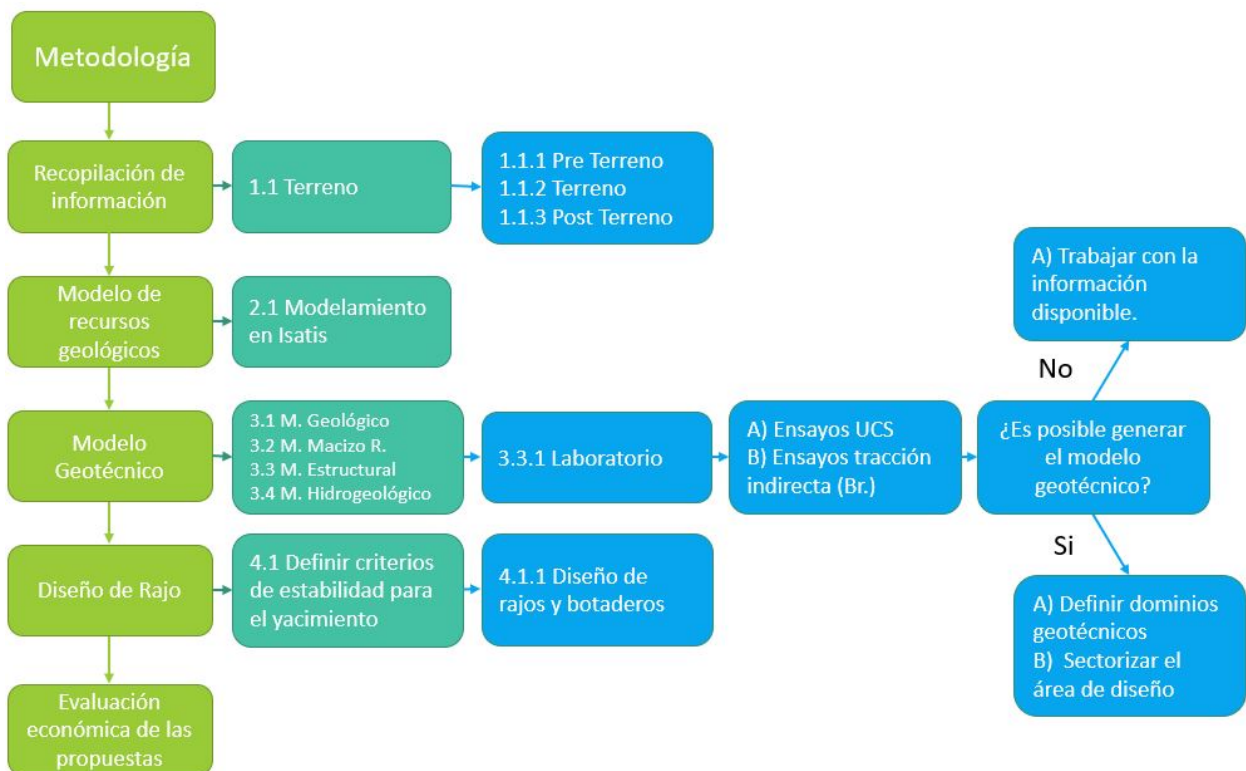 Metodología
Recopilación de
información
1.1 Terreno
1.1.1 Pre Terreno
1.1.2 Terreno
1.1.3 Post Terreno
Modelo de
recursos
geológicos
2.1 Modelamiento
en Isatis
Modelo
Geotécnico
3.1 M. Geológico
3.2 M. Macizo R.
3.3 M. Estructural
3.4 M. Hidrogeológico
3.3.1 Laboratorio
A) Ensayos UCS
B) Ensayos tracción
indirecta (Br.)
¿Es posible generar
el modelo
geotécnico?
No
A) Trabajar con la
información
disponible.
Si
A) Definir dominios
geotécnicos
B)  Sectorizar el
área de diseño
Diseño de Rajo
4.1 Definir criterios
de estabilidad para
el yacimiento
4.1.1 Diseño de
rajos y botaderos
Evaluación
económica de las
propuestas